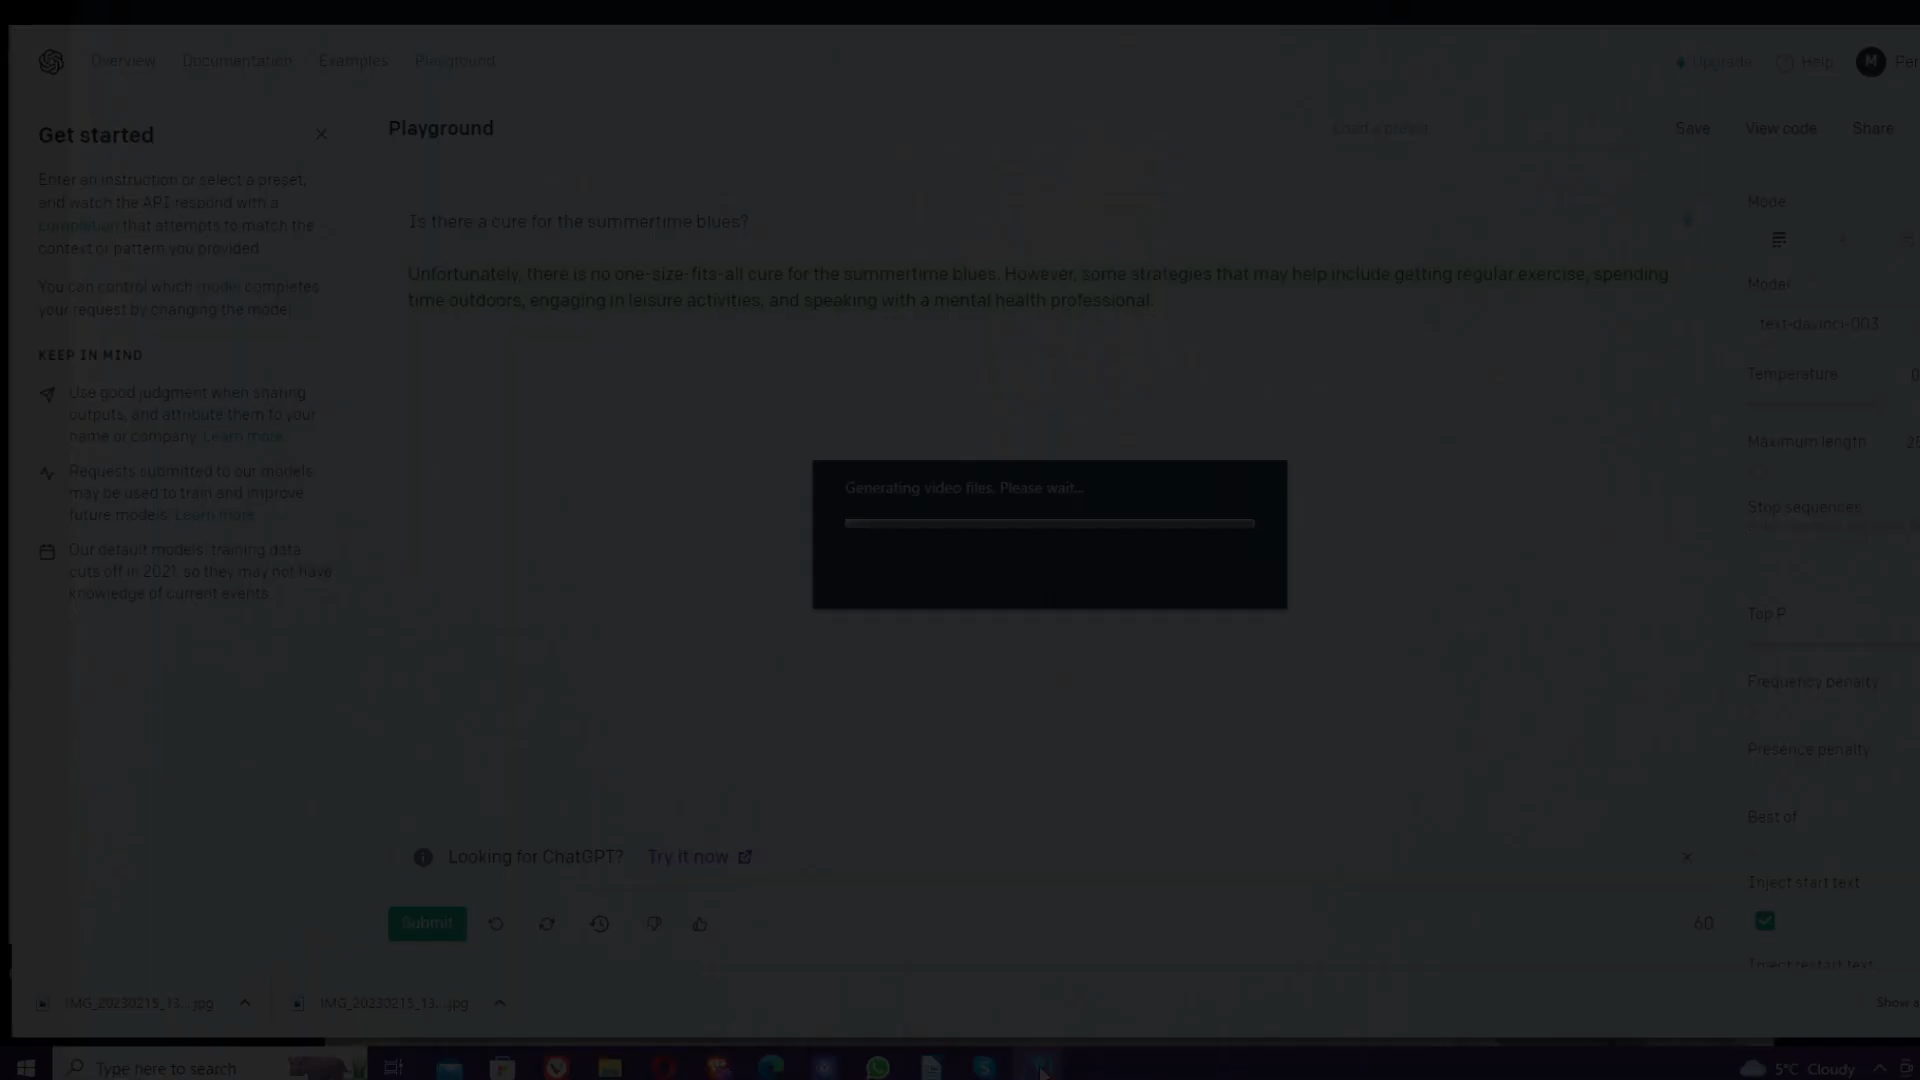 Overview Documentation Examples Playground
Upgrade Help M Per
Get started
Enter an instruction or select a preset,
and watch the API respond with a
completion that attempts to match the
context or pattern you provided.
You can control which model completes
your request by changing the model.
KEEP IN MIND
Use good judgment when sharing
outputs, and attribute them to your
name or company. Learn more.
Requests submitted to our models
may be used to train and improve
future models. Learn more.
Our default models' training data
cuts off in 2021, so they may not have
knowledge of current events.
Playground
Load a preset
Save View code Share
Is there a cure for the summertime blues?
Unfortunately, there is no one-size-fits-all cure for the summertime blues. However, some strategies that may help include getting regular exercise, spending
time outdoors, engaging in leisure activities, and speaking with a mental health professional.
Generating video files. Please wait...
Looking for ChatGPT? Try it now
Submit
60
Mode
Model
text-davinci-003
Temperature 0
Maximum length 25
Stop sequences
Top P
Frequency penalty
Presence penalty
Best of
Inject start text
Inject restart text
IMG_20230215_13....jpg IMG_20230215_13....jpg
Show a
Type here to search
5°C Cloudy